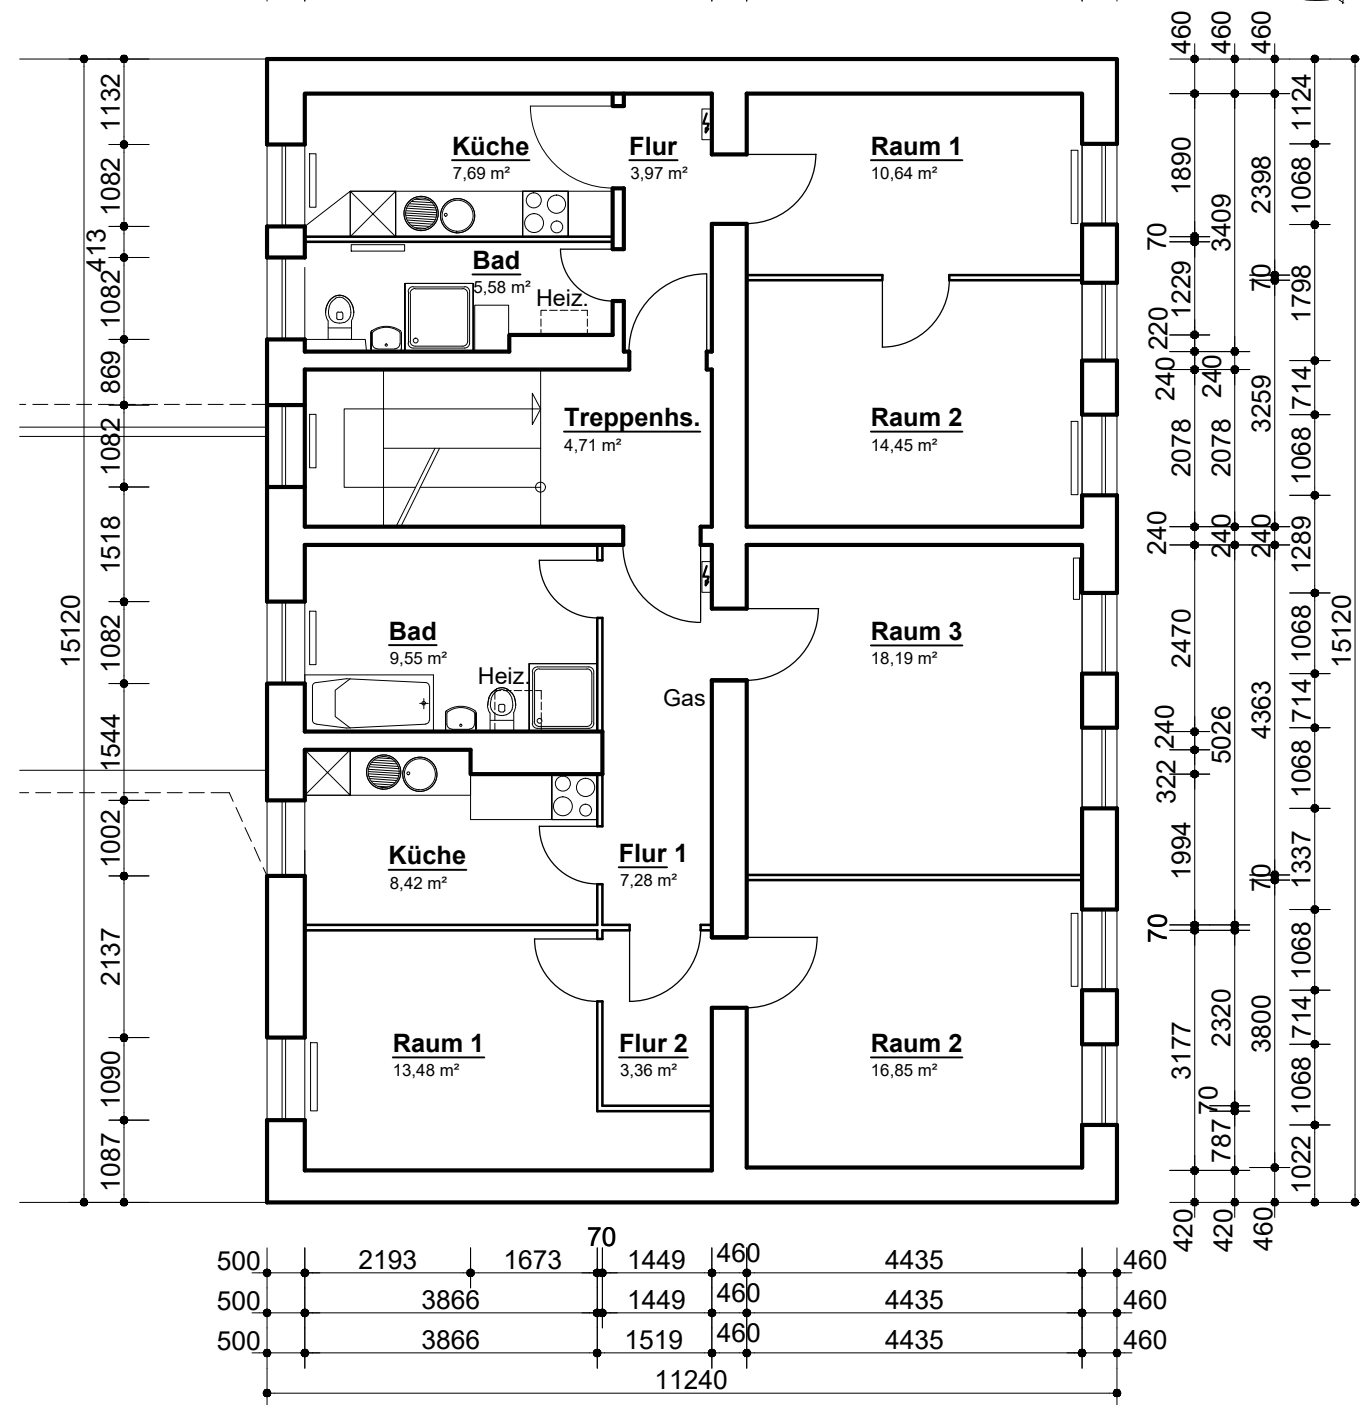 460
460
460
1132
1124
Küche
7,69 m²
Flur
3,97 m²
Raum 1
10,64 m²
1890
2398
1068
1082
3409
413
70
Bad
5,58 m²
Heiz.
1082
1229
70
1798
220
869
240
240
3259
714
Treppenhs.
4,71 m²
Raum 2
14,45 m²
1082
2078
2078
1068
1518
240
240
240
1289
15120
Bad
9,55 m²
Raum 3
18,19 m²
1082
2470
1068
15120
Heiz.
Gas
1544
240
5026
4363
714
322
1068
Küche
8,42 m²
Flur 1
7,28 m²
1002
1994
70
1337
2137
70
1068
Raum 1
13,48 m²
Flur 2
3,36 m²
Raum 2
16,85 m²
2320
3800
714
3177
1090
70
1068
1087
787
1022
420
420
460
70
500
2193
1673
1449
460
4435
460
500
3866
1449
460
4435
460
500
3866
1519
460
4435
460
11240